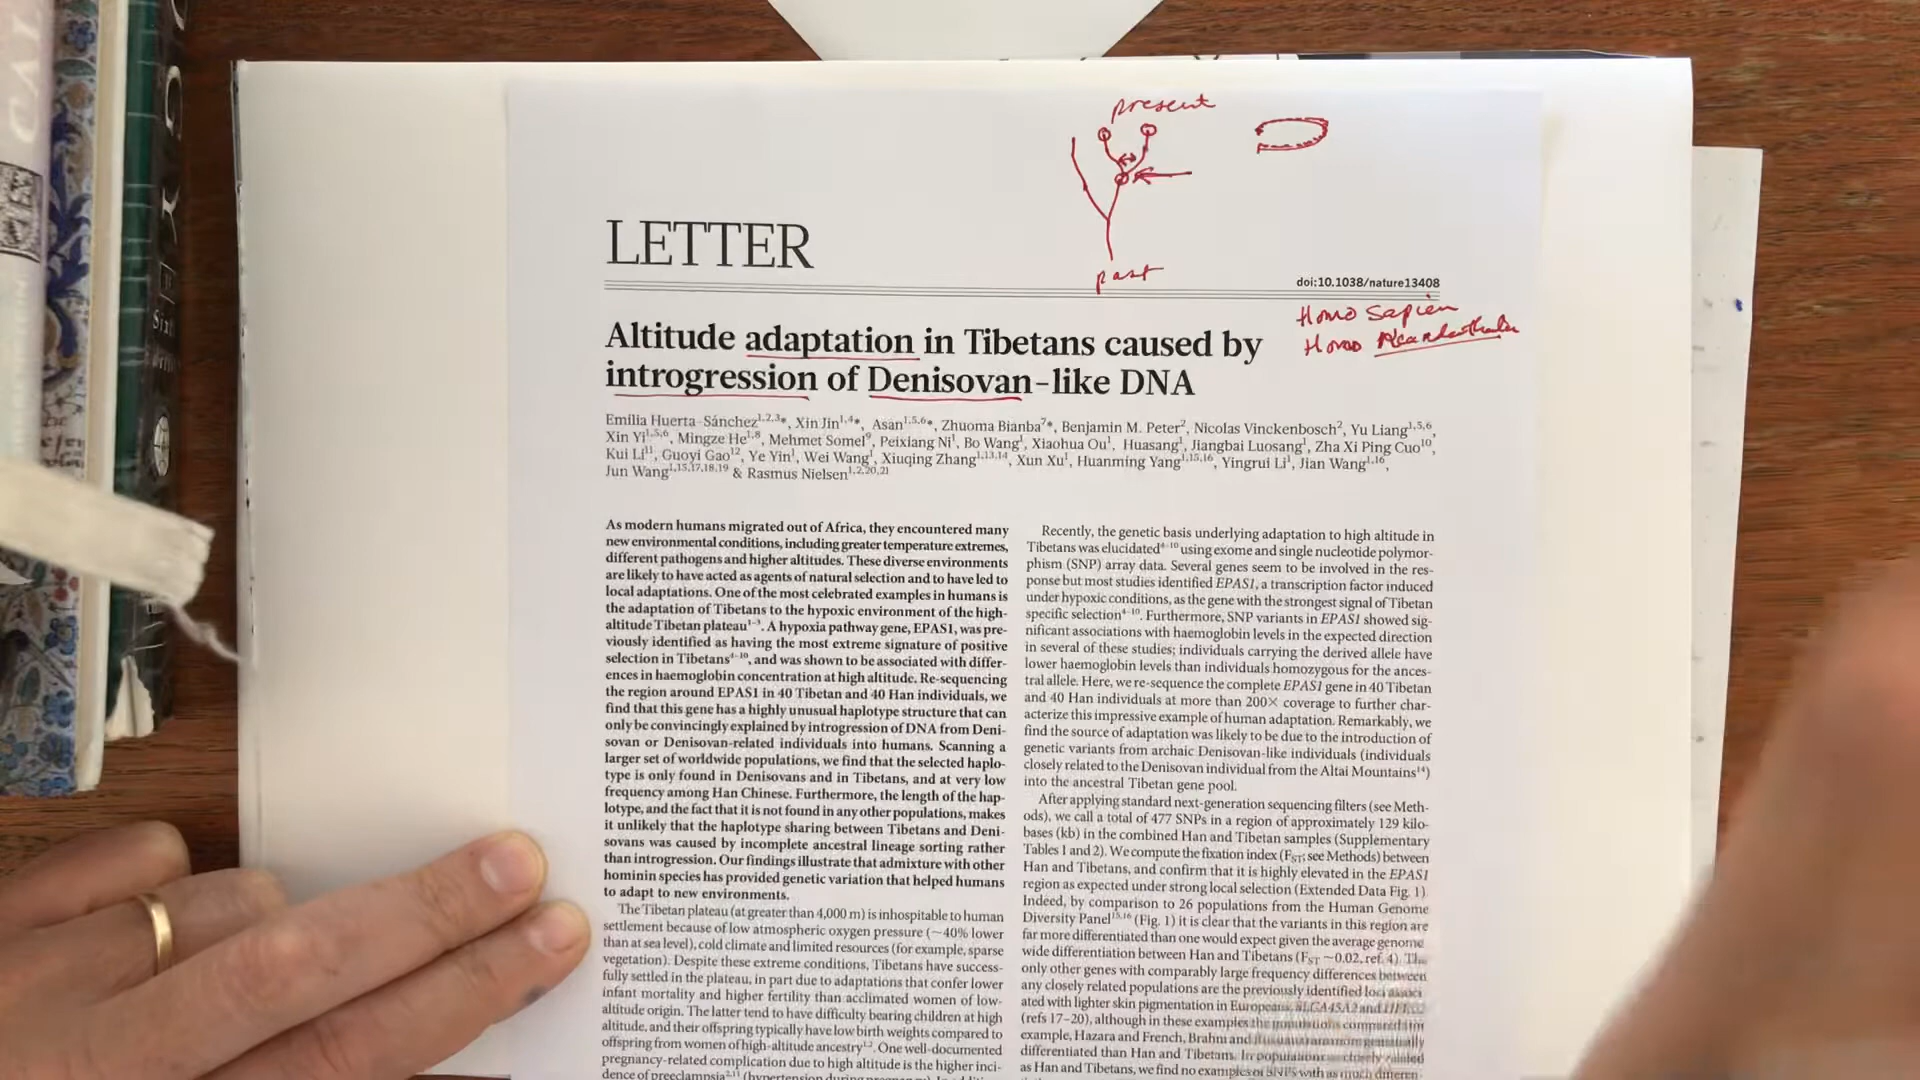 present
past
LETTER
doi:10.1038/nature13408
Homo Sapien
Homo
Altitude adaptation in Tibetans caused by
introgression of Denisovan-like DNA
Emilia Huerta-Sánchez1,2,3*, Xin Jin1,4*, Asan1,5,6*, Zhuoma Bianba7*, Benjamin M. Peter2, Nicolas Vinckenbosch2, Yu Liang1,5,6,
Xin Yi1,5,6, Mingze He1,8, Mehmet Somel9, Peixiang Ni1, Bo Wang1, Xiaohua Ou1, Huasang1, Jiangbai Luosang1, Zha Xi Ping Cuo10,
Kui Li11, Guoyi Gao12, Ye Yin1, Wei Wang1, Xiuqing Zhang1,13,14, Xun Xu1, Huanming Yang1,15,16, Yingrui Li1, Jian Wang1,16,
Jun Wang1,15,17,18,19 & Rasmus Nielsen1,2,20,21
As modern humans migrated out of Africa, they encountered many
new environmental conditions, including greater temperature extremes,
different pathogens and higher altitudes. These diverse environments
are likely to have acted as agents of natural selection and to have led to
local adaptations. One of the most celebrated examples in humans is
the adaptation of Tibetans to the hypoxic environment of the high-
altitude Tibetan plateau1–3. A hypoxia pathway gene, EPAS1, was pre-
viously identified as having the most extreme signature of positive
selection in Tibetans4–10, and was shown to be associated with differ-
ences in haemoglobin concentration at high altitude. Re-sequencing
the region around EPAS1 in 40 Tibetan and 40 Han individuals, we
find that this gene has a highly unusual haplotype structure that can
only be convincingly explained by introgression of DNA from Deni-
sovan or Denisovan-related individuals into humans. Scanning a
larger set of worldwide populations, we find that the selected haplo-
type is only found in Denisovans and in Tibetans, and at very low
frequency among Han Chinese. Furthermore, the length of the hap-
lotype, and the fact that it is not found in any other populations, makes
it unlikely that the haplotype sharing between Tibetans and Deni-
sovans was caused by incomplete ancestral lineage sorting rather
than introgression. Our findings illustrate that admixture with other
hominin species has provided genetic variation that helped humans
to adapt to new environments.
The Tibetan plateau (at greater than 4,000 m) is inhospitable to human
settlement because of low atmospheric oxygen pressure (~40% lower
than at sea level), cold climate and limited resources (for example, sparse
vegetation). Despite these extreme conditions, Tibetans have success-
fully settled in the plateau, in part due to adaptations that confer lower
infant mortality and higher fertility than acclimated women of low-
altitude origin. The latter tend to have difficulty bearing children at high
altitude, and their offspring typically have low birth weights compared to
offspring from women of high-altitude ancestry1,2. One well-documented
pregnancy-related complication due to high altitude is the higher inci-
dence of preeclampsia2,11 (hypertension during
Recently, the genetic basis underlying adaptation to high altitude in
Tibetans was elucidated4–10 using exome and single nucleotide polymor-
phism (SNP) array data. Several genes seem to be involved in the res-
ponse but most studies identified EPAS1, a transcription factor induced
under hypoxic conditions, as the gene with the strongest signal of Tibetan
specific selection4–10. Furthermore, SNP variants in EPAS1 showed sig-
nificant associations with haemoglobin levels in the expected direction
in several of these studies; individuals carrying the derived allele have
lower haemoglobin levels than individuals homozygous for the ances-
tral allele. Here, we re-sequence the complete EPAS1 gene in 40 Tibetan
and 40 Han individuals at more than 200× coverage to further char-
acterize this impressive example of human adaptation. Remarkably, we
find the source of adaptation was likely to be due to the introduction of
genetic variants from archaic Denisovan-like individuals (individuals
closely related to the Denisovan individual from the Altai Mountains14)
into the ancestral Tibetan gene pool.
After applying standard next-generation sequencing filters (see Meth-
ods), we call a total of 477 SNPs in a region of approximately 129 kilo-
bases (kb) in the combined Han and Tibetan samples (Supplementary
Tables 1 and 2). We compute the fixation index (FST; see Methods) between
Han and Tibetans, and confirm that it is highly elevated in the EPAS1
region as expected under strong local selection (Extended Data Fig. 1).
Indeed, by comparison to 26 populations from the Human Genome
Diversity Panel15,16 (Fig. 1) it is clear that the variants in this region are
far more differentiated than one would expect given the average genome
wide differentiation between Han and Tibetans (FST ~0.02, ref. 4). The
only other genes with comparably large frequency differences between
any closely related populations are the previously identified loci associ
ated with lighter skin pigmentation in Europeans,
(refs 17–20), although in these examples the populations compared
example, Hazara and French, Brahui and
differentiated than Han and Tibetans. In populations as closely related
as Han and Tibetans, we find no examples of SNPs with as much differen-